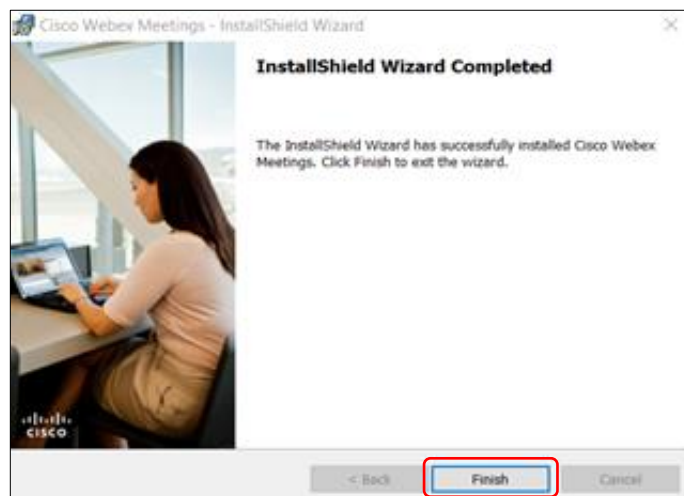 Cisco Webex Meetings - InstallShield Wizard
InstallShield Wizard Completed
The InstallShield Wizard has successfully installed Cisco Webex
Meetings. Click Finish to exit the wizard.
CISCO
< Back
Finish
Cancel